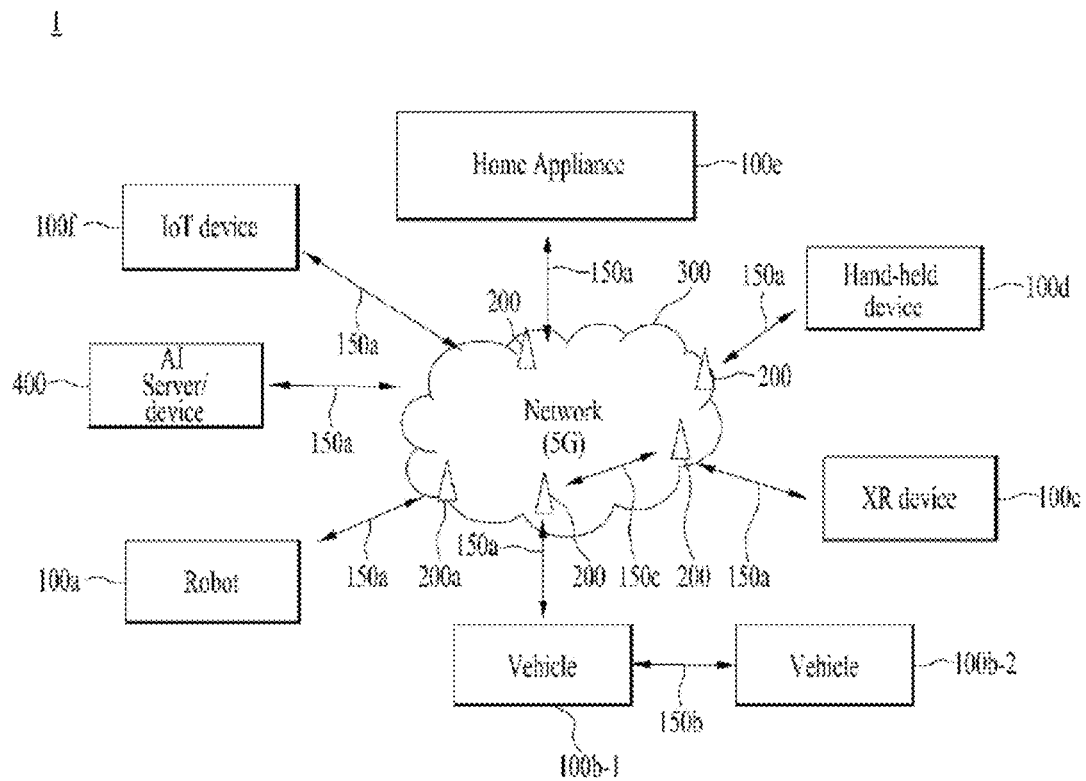 1
Home Appliance
100e
IoT device
100f
150a
300
150a
Hand-held
device
100d
200
150a
AI
Server/
device
400
150a
200
Network
(5G)
XR device
100c
150a
200a
150a
200
150c
200
150a
Robot
100a
Vehicle
Vehicle
100b-2
150b
100b-1